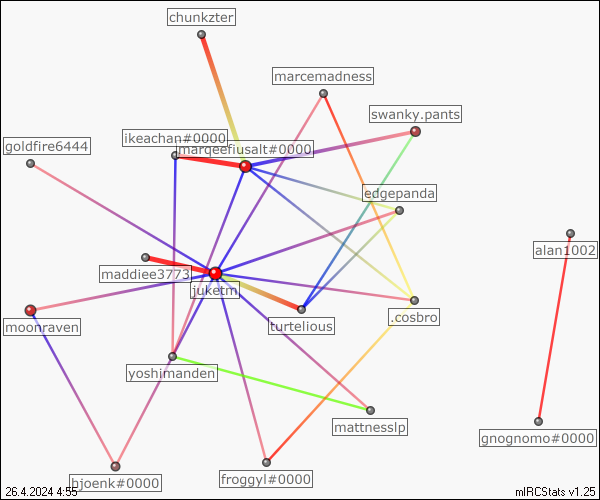 chunkzter
marcemadness
swanky.pants
ikeachan#0000
goldfire6444
marqeefiusalt#0000
edgepanda
alan1002
maddiee3773
juketm
.cosbro
moonraven
turtelious
yoshimanden
mattnesslp
gnognomo#0000
bjoenk#0000
froggyl#0000
26.4.2024 4:55
mIRCStats v1.25